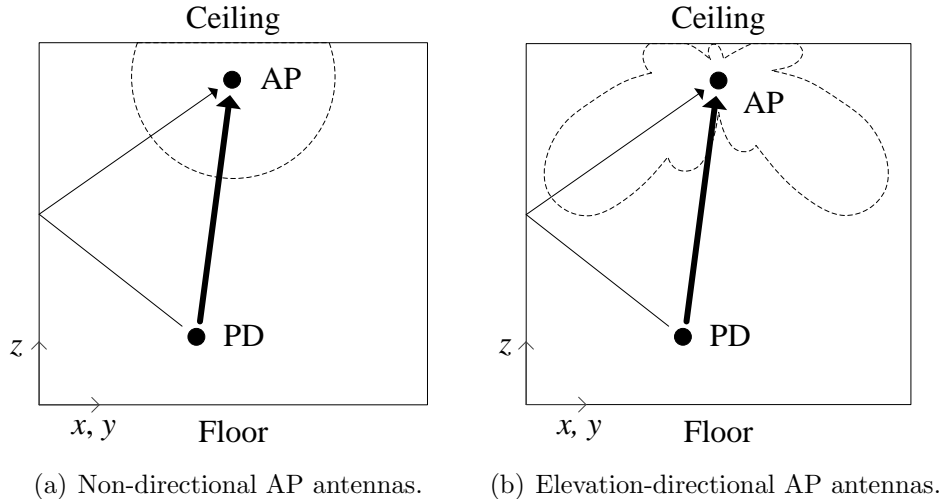 Ceiling
AP
PD
z
x, y
Floor
(a) Non-directional AP antennas.
Ceiling
AP
PD
z
x, y
Floor
(b) Elevation-directional AP antennas.